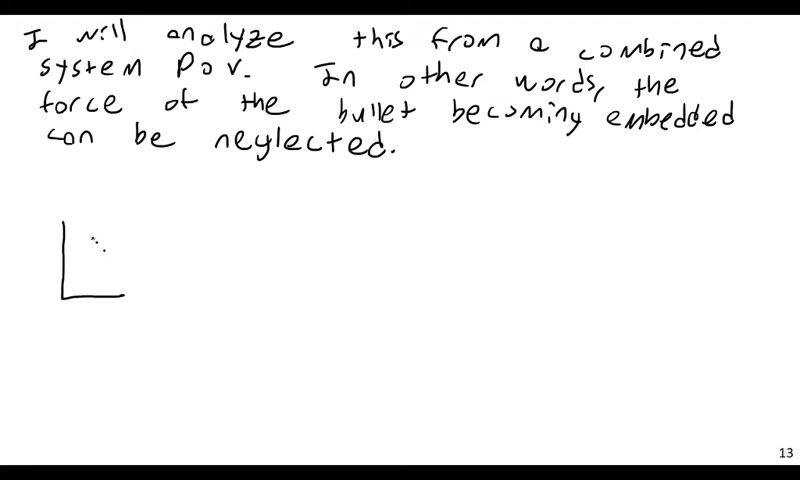 I will analyze this from a combined
system Pov. In other words, the
force of the bullet becoming embedded
can be neglected.
13